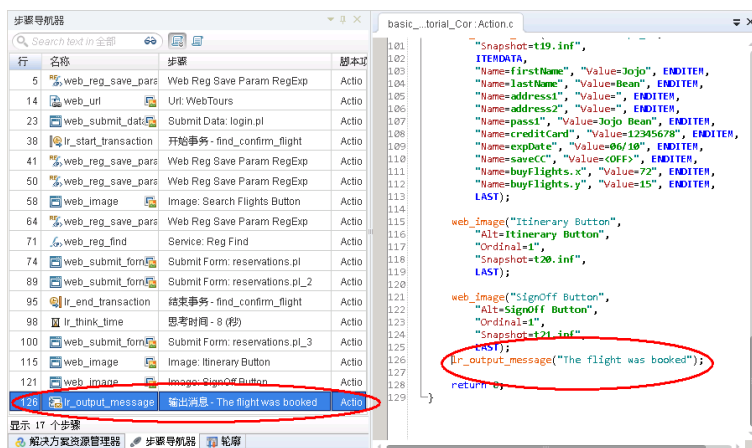 步骤导航器
Search text in 全部
行 名称 步骤 脚本项
5 web_reg_save_para Web Reg Save Param RegExp Actio
14 web_url Url: WebTours Actio
23 web_submit_data Submit Data: login.pl Actio
38 lr_start_transaction 开始事务 - find_confirm_flight Actio
41 web_reg_save_para Web Reg Save Param RegExp Actio
50 web_reg_save_para Web Reg Save Param RegExp Actio
58 web_image Image: Search Flights Button Actio
64 web_reg_save_para Web Reg Save Param RegExp Actio
71 web_reg_find Service: Reg Find Actio
74 web_submit_form Submit Form: reservations.pl Actio
89 web_submit_form Submit Form: reservations.pl_2 Actio
95 lr_end_transaction 结束事务 - find_confirm_flight Actio
98 lr_think_time 思考时间 - 8 (秒) Actio
100 web_submit_form Submit Form: reservations.pl_3 Actio
115 web_image Image: Itinerary Button Actio
121 web_image Image: SignOff Button Actio
126 lr_output_message 输出消息 - The flight was booked Actio
显示 17 个步骤
解决方案资源管理器 步骤导航器 轮廓
basic_...torial_Cor : Action.c
101 "Snapshot=t19.inf",
102 ITEMDATA,
103 "Name=firstName", "Value=Jojo", ENDITEM,
104 "Name=lastName", "Value=Bean", ENDITEM,
105 "Name=address1", "Value=", ENDITEM,
106 "Name=address2", "Value=", ENDITEM,
107 "Name=pass1", "Value=Jojo Bean", ENDITEM,
108 "Name=creditCard", "Value=12345678", ENDITEM,
109 "Name=expDate", "Value=06/10", ENDITEM,
110 "Name=saveCC", "Value=<OFF>", ENDITEM,
111 "Name=buyFlights.x", "Value=72", ENDITEM,
112 "Name=buyFlights.y", "Value=15", ENDITEM,
113 LAST);
114
115 web_image("Itinerary Button",
116 "Alt=Itinerary Button",
117 "Ordinal=1",
118 "Snapshot=t20.inf",
119 LAST);
120
121 web_image("SignOff Button",
122 "Alt=SignOff Button",
123 "Ordinal=1",
124 "Snapshot=t21.inf",
125 LAST);
126 lr_output_message("The flight was booked");
127
128 return 0;
129 }